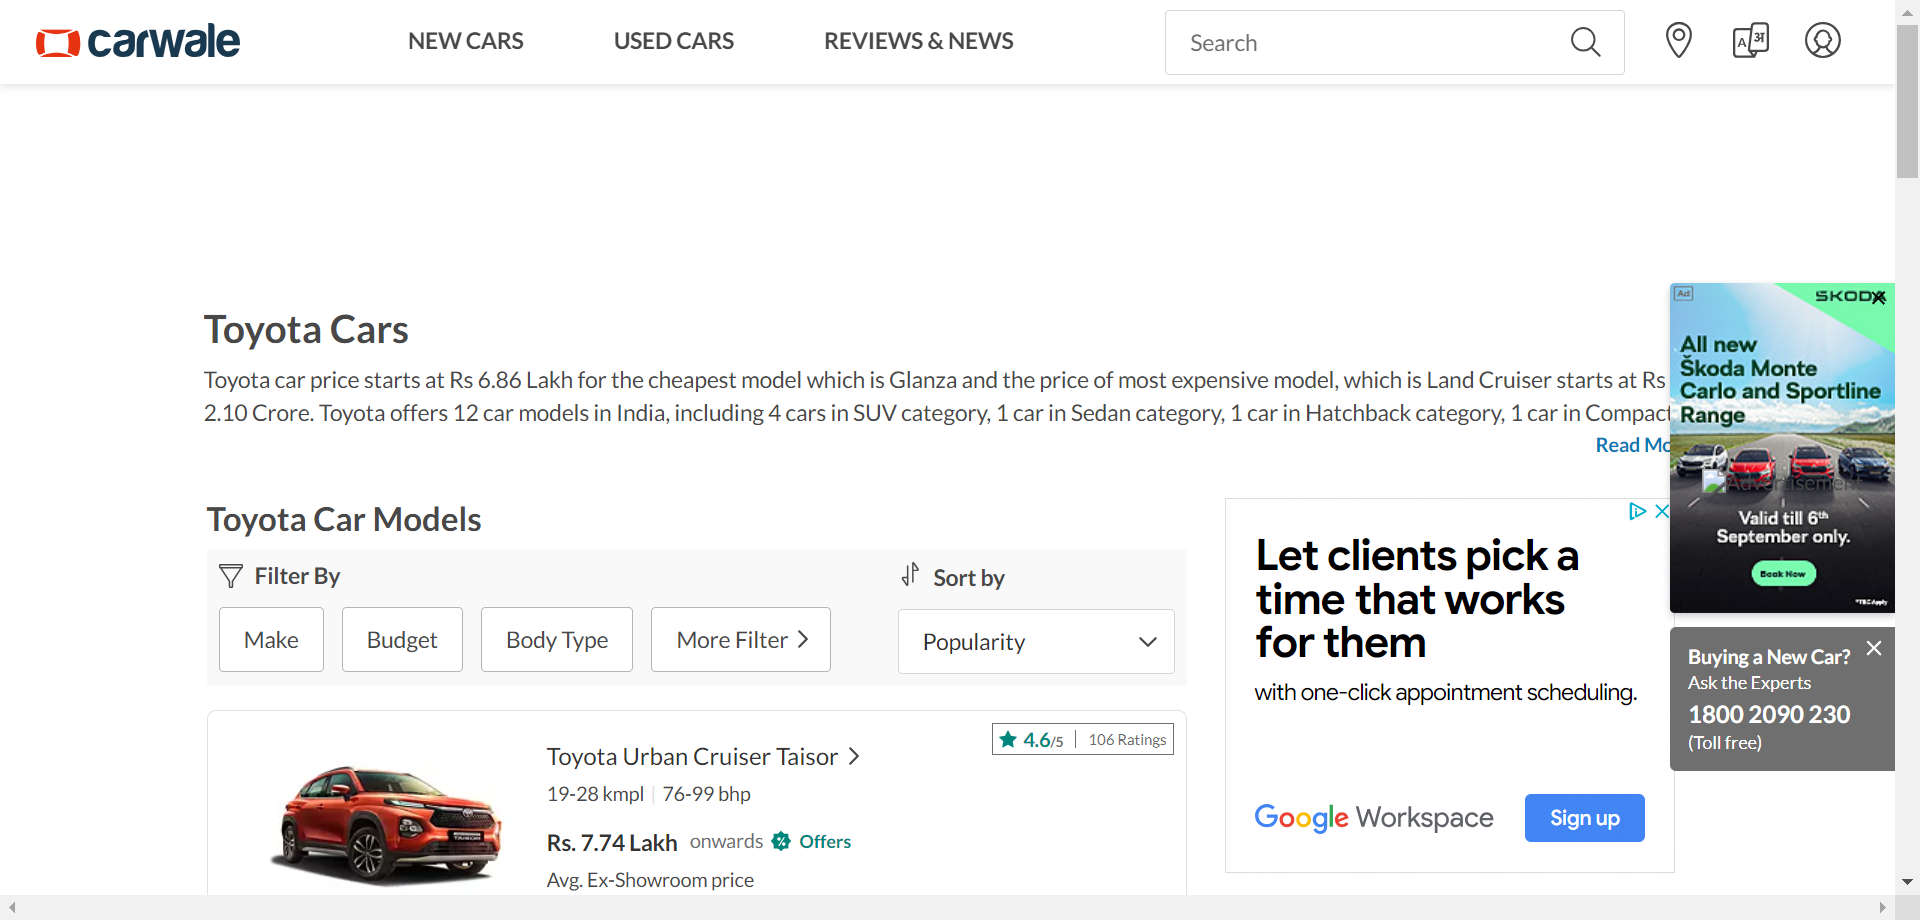 carwale
NEW CARS
USED CARS
REVIEWS & NEWS
Search
A अ
Toyota Cars
Toyota car price starts at Rs 6.86 Lakh for the cheapest model which is Glanza and the price of most expensive model, which is Land Cruiser starts at Rs
2.10 Crore. Toyota offers 12 car models in India, including 4 cars in SUV category, 1 car in Sedan category, 1 car in Hatchback category, 1 car in Compact
Read Mo
Ad
SKODA
All new
Škoda Monte
Carlo and Sportline
Range
Advertisement
Valid till 6th
September only.
Book Now
*T&C Apply
Toyota Car Models
Filter By
Sort by
Make
Budget
Body Type
More Filter
Popularity
Let clients pick a
time that works
for them
with one-click appointment scheduling.
Google Workspace
Sign up
Buying a New Car?
Ask the Experts
1800 2090 230
(Toll free)
4.6/5
106 Ratings
Toyota Urban Cruiser Taisor
19-28 kmpl | 76-99 bhp
Rs. 7.74 Lakh onwards Offers
Avg. Ex-Showroom price